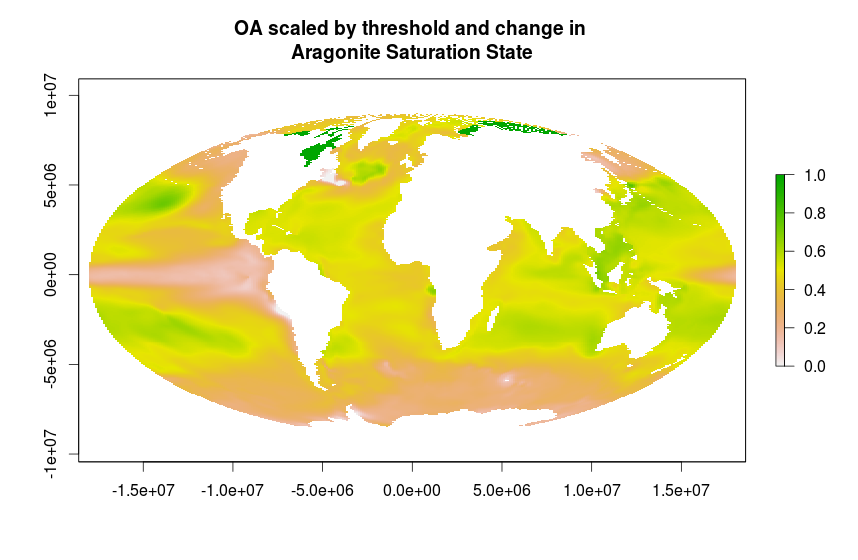 OA scaled by threshold and change in
Aragonite Saturation State
1e+07
5e+06
0e+00
-5e+06
-1e+07
-1.5e+07 -1.0e+07 -5.0e+06 0.0e+00 5.0e+06 1.0e+07 1.5e+07
1.0
0.8
0.6
0.4
0.2
0.0